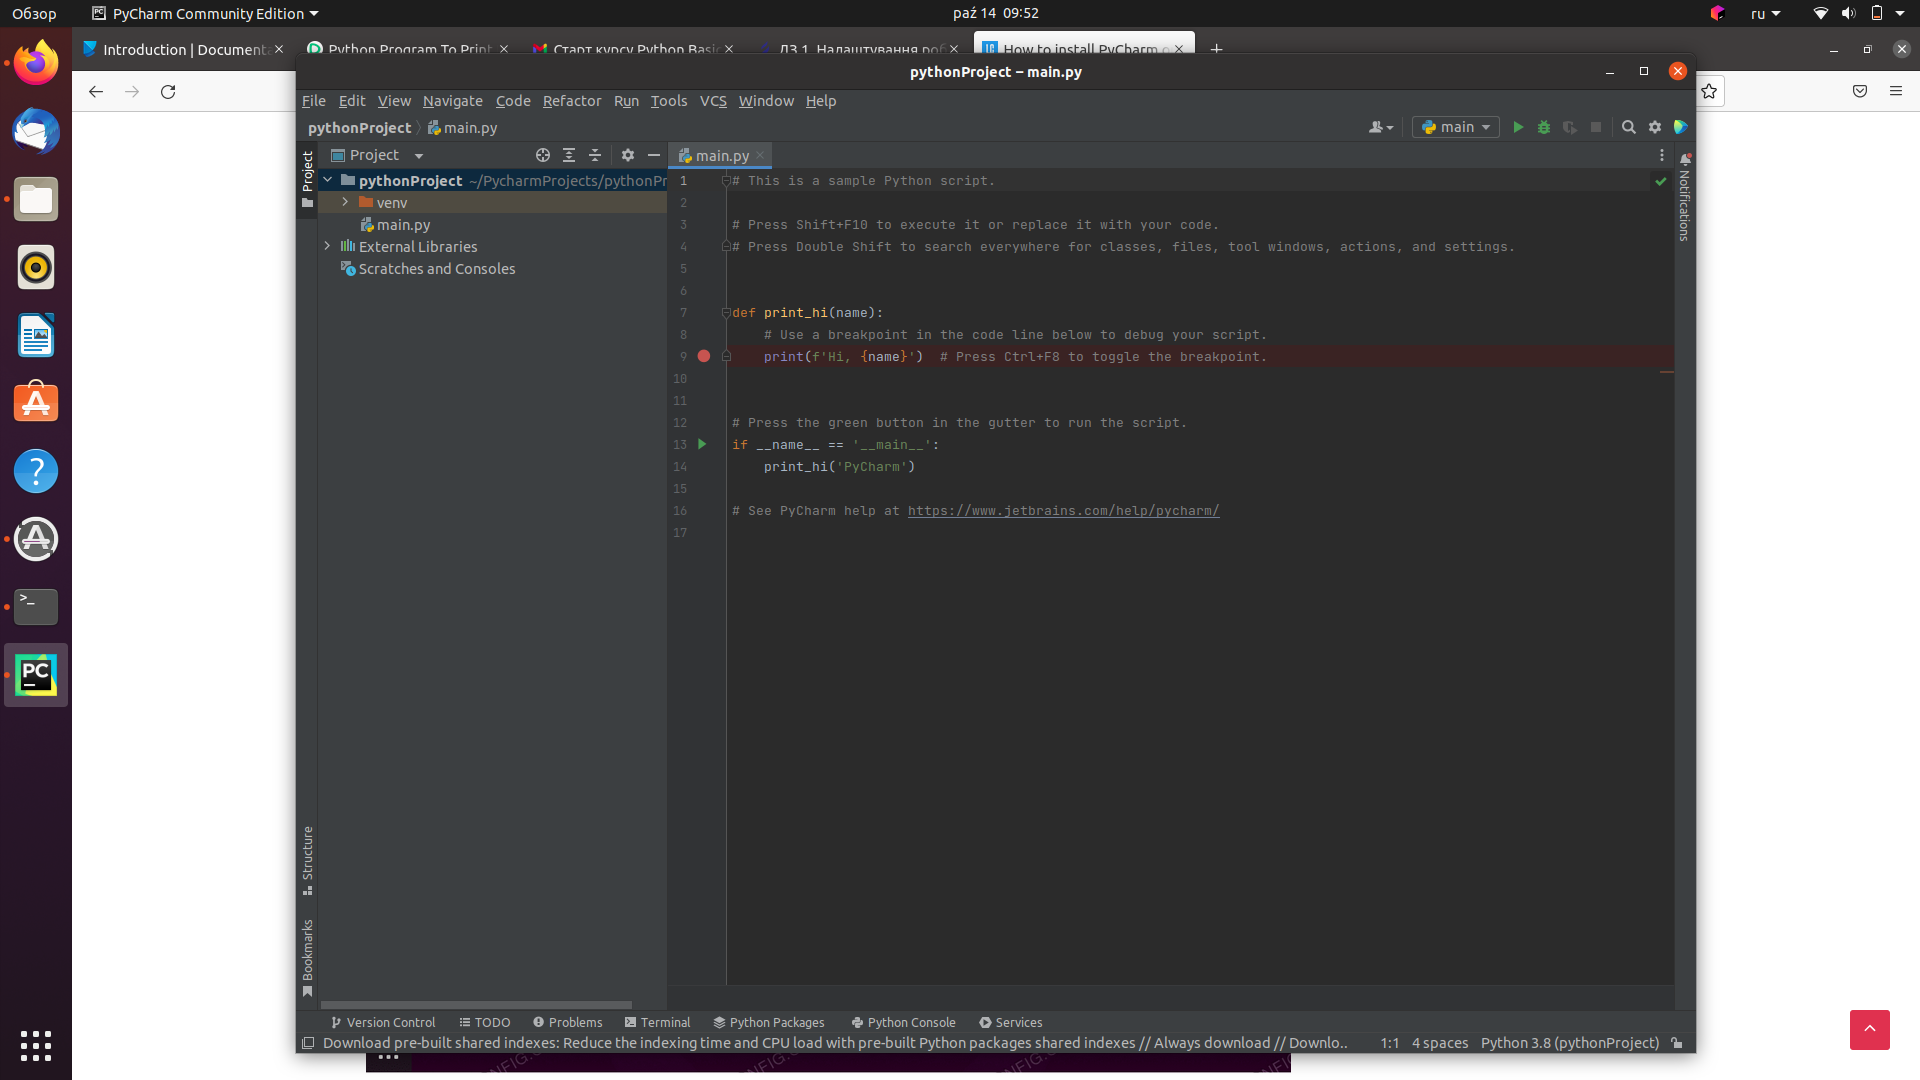 Обзор
PyCharm Community Edition
paź 14 09:52
ru
Introduction | Documenta
Python Program To Print
Старт курсу Python Basic
ДЗ 1. Налаштування роб
How to install PyCharm o
pythonProject – main.py
File Edit View Navigate Code Refactor Run Tools VCS Window Help
pythonProject main.py
main
Project
Project
main.py
Notifications
pythonProject ~/PycharmProjects/pythonPr
venv
main.py
External Libraries
Scratches and Consoles
1 # This is a sample Python script.
2
3 # Press Shift+F10 to execute it or replace it with your code.
4 # Press Double Shift to search everywhere for classes, files, tool windows, actions, and settings.
5
6
7 def print_hi(name):
8 # Use a breakpoint in the code line below to debug your script.
9 print(f'Hi, {name}') # Press Ctrl+F8 to toggle the breakpoint.
10
11
12 # Press the green button in the gutter to run the script.
13 if __name__ == '__main__':
14 print_hi('PyCharm')
15
16 # See PyCharm help at https://www.jetbrains.com/help/pycharm/
17
PC
Structure
Bookmarks
Version Control TODO Problems Terminal Python Packages Python Console Services
Download pre-built shared indexes: Reduce the indexing time and CPU load with pre-built Python packages shared indexes // Always download // Downlo..
1:1 4 spaces Python 3.8 (pythonProject)